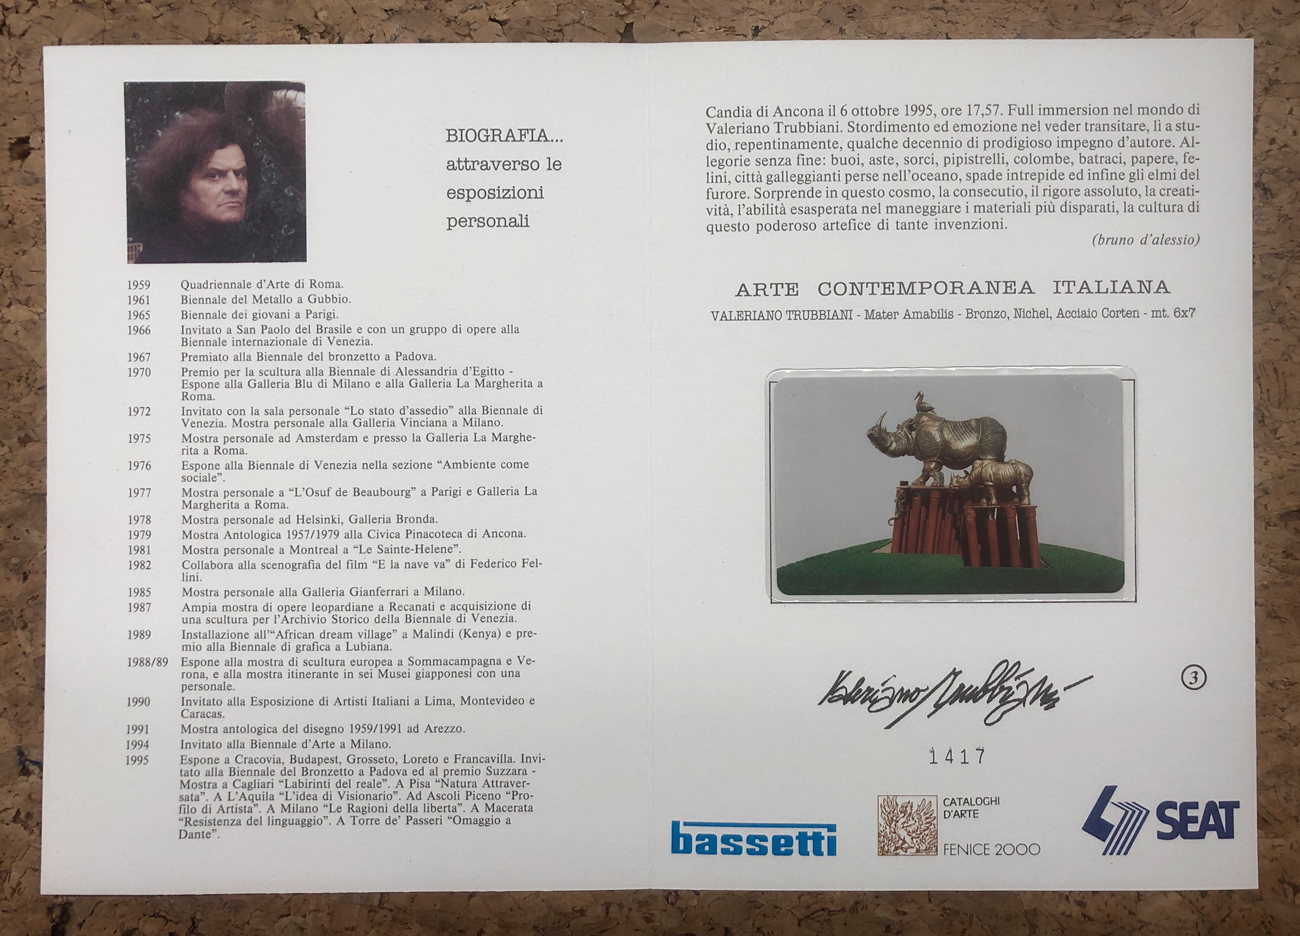 BIOGRAFIA...
attraverso le
esposizioni
personali
1959 Quadriennale d'Arte di Roma.
1961 Biennale del Metallo a Gubbio.
1965 Biennale dei giovani a Parigi.
1966 Invitato a San Paolo del Brasile e con un gruppo di opere alla
Biennale internazionale di Venezia.
1967 Premiato alla Biennale del bronzetto a Padova.
1970 Premio per la scultura alla Biennale di Alessandria d'Egitto -
Espone alla Galleria Blu di Milano e alla Galleria La Margherita a
Roma.
1972 Invitato con la sala personale "Lo stato d'assedio" alla Biennale di
Venezia. Mostra personale alla Galleria Vinciana a Milano.
1975 Mostra personale ad Amsterdam e presso la Galleria La Marghe-
rita a Roma.
1976 Espone alla Biennale di Venezia nella sezione "Ambiente come
sociale".
1977 Mostra personale a "L'Osuf de Beaubourg" a Parigi e Galleria La
Margherita a Roma.
1978 Mostra personale ad Helsinki, Galleria Bronda.
1979 Mostra Antologica 1957/1979 alla Civica Pinacoteca di Ancona.
1981 Mostra personale a Montreal a "Le Sainte-Helene".
1982 Collabora alla scenografia del film "E la nave va" di Federico Fel-
lini.
1985 Mostra personale alla Galleria Gianferrari a Milano.
1987 Ampia mostra di opere leopardiane a Recanati e acquisizione di
una scultura per l'Archivio Storico della Biennale di Venezia.
1989 Installazione all'"African dream village" a Malindi (Kenya) e pre-
mio alla Biennale di grafica a Lubiana.
1988/89 Espone alla mostra di scultura europea a Sommacampagna e Ve-
rona, e alla mostra itinerante in sei Musei giapponesi con una
personale.
1990 Invitato alla Esposizione di Artisti Italiani a Lima, Montevideo e
Caracas.
1991 Mostra antologica del disegno 1959/1991 ad Arezzo.
1994 Invitato alla Biennale d'Arte a Milano.
1995 Espone a Cracovia, Budapest, Grosseto, Loreto e Francavilla. Invi-
tato alla Biennale del Bronzetto a Padova ed al premio Suzzara -
Mostra a Cagliari "Labirinti del reale". A Pisa "Natura Attraver-
sata". A L'Aquila "L'idea di Visionario". Ad Ascoli Piceno "Pro-
filo di Artista". A Milano "Le Ragioni della liberta". A Macerata
"Resistenza del linguaggio". A Torre de' Passeri "Omaggio a
Dante".
Candia di Ancona il 6 ottobre 1995, ore 17,57. Full immersion nel mondo di
Valeriano Trubbiani. Stordimento ed emozione nel veder transitare, lì a stu-
dio, repentinamente, qualche decennio di prodigioso impegno d'autore. Al-
legorie senza fine: buoi, aste, sorci, pipistrelli, colombe, batraci, papere, fe-
lini, città galleggianti perse nell'oceano, spade intrepide ed infine gli elmi del
furore. Sorprende in questo cosmo, la consecutio, il rigore assoluto, la creati-
vità, l'abilità esasperata nel maneggiare i materiali più disparati, la cultura di
questo poderoso artefice di tante invenzioni.
(bruno d'alessio)
ARTE CONTEMPORANEA ITALIANA
VALERIANO TRUBBIANI - Mater Amabilis - Bronzo, Nichel, Acciaio Corten - mt. 6x7
Valeriano Trubbiani
3
1417
bassetti
CATALOGHI
D'ARTE
FENICE 2000
SEAT